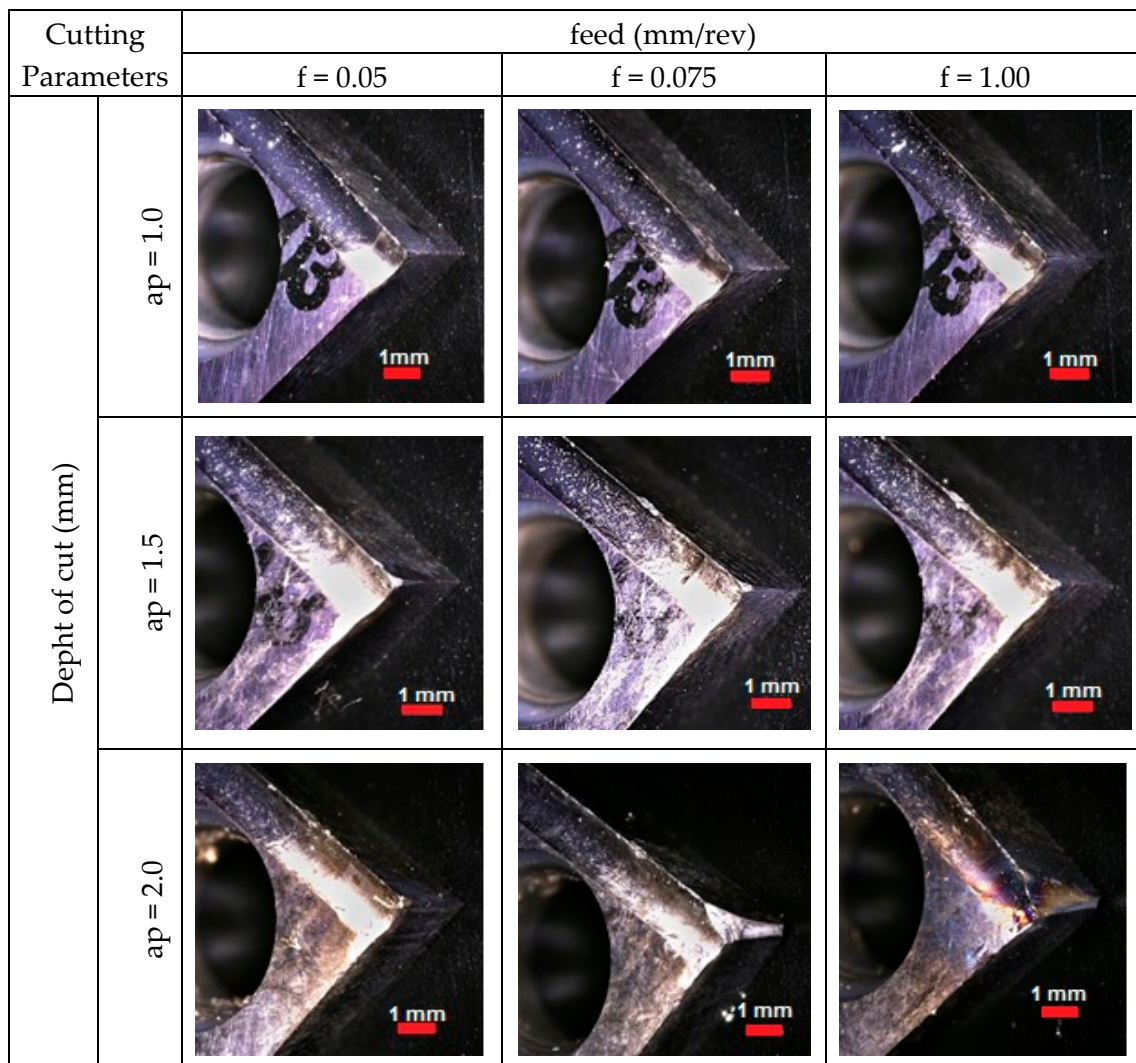 Cutting
Parameters
feed (mm/rev)
f = 0.05
f = 0.075
f = 1.00
Depht of cut (mm)
ap = 1.0
1mm
1mm
1 mm
ap = 1.5
1 mm
1 mm
1 mm
ap = 2.0
1 mm
1 mm
1 mm